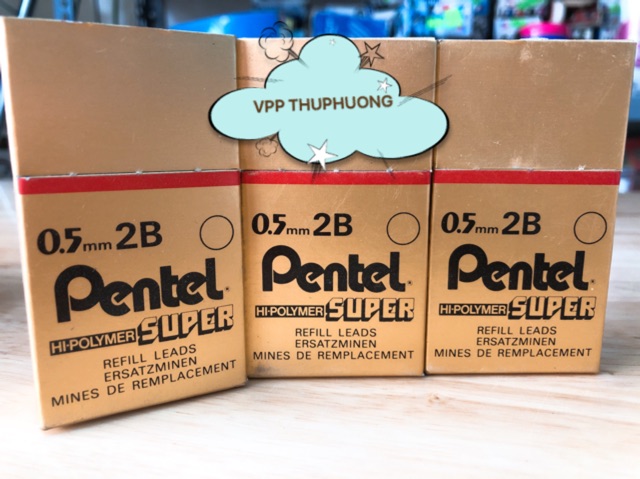 VPP THUPHUONG
0.5mm 2B
Pentel
HI-POLYMER SUPER
REFILL LEADS
ERSATZMINEN
MINES DE REMPLACEMENT
0.5mm 2B
Pentel
HI-POLYMER SUPER
REFILL LEADS
ERSATZMINEN
MINES DE REMPLACEMENT
0.5mm 2B
Pentel
HI-POLYMER SUPER
REFILL LEADS
ERSATZMINEN
MINES DE REMPLACEMENT